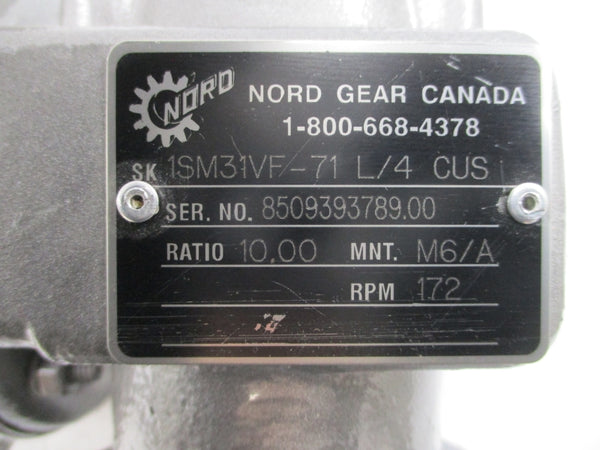 NORD
NORD GEAR CANADA
1-800-668-4378
SK 1SM31VF-71 L/4 CUS
SER. NO. 8509393789.00
RATIO 10.00 MNT. M6/A
RPM 172